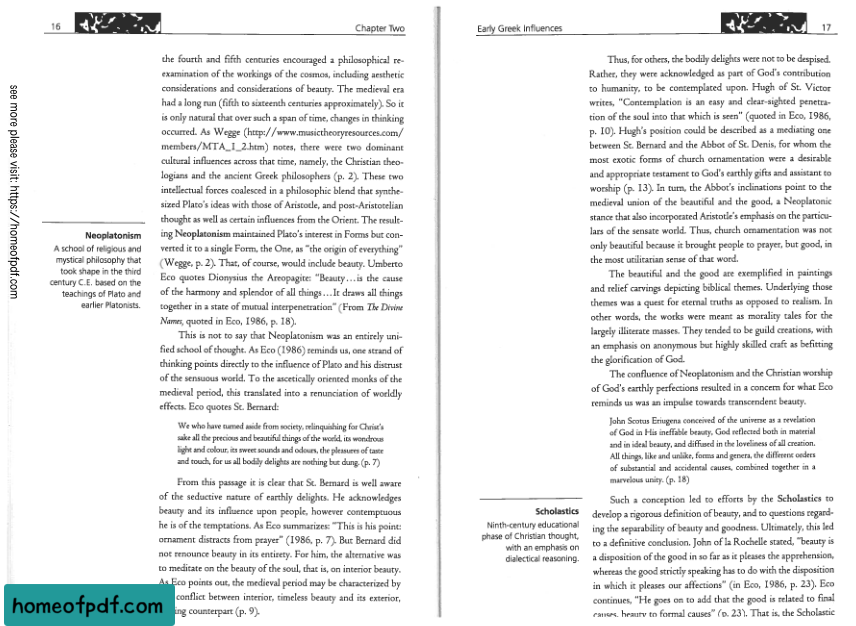 16
Chapter Two
see more please visit: https://homeofpdf.com
the fourth and fifth centuries encouraged a philosophical re-
examination of the workings of the cosmos, including aesthetic
considerations and considerations of beauty. The medieval era
had a long run (fifth to sixteenth centuries approximately). So it
is only natural that over such a span of time, changes in thinking
occurred. As Wegge (http://www.musictheoryresources.com/
members/MTA_1_2.htm) notes, there were two dominant
cultural influences across that time, namely, the Christian theo-
logians and the ancient Greek philosophers (p. 2). These two
intellectual forces coalesced in a philosophic blend that synthe-
sized Plato's ideas with those of Aristotle, and post-Aristotelian
thought as well as certain influences from the Orient. The result-
ing Neoplatonism maintained Plato's interest in Forms but con-
verted it to a single Form, the One, as "the origin of everything"
(Wegge, p. 2). That, of course, would include beauty. Umberto
Eco quotes Dionysius the Areopagite: "Beauty...is the cause
of the harmony and splendor of all things...It draws all things
together in a state of mutual interpenetration" (From The Divine
Names, quoted in Eco, 1986, p. 18).
Neoplatonism
A school of religious and
mystical philosophy that
took shape in the third
century C.E. based on the
teachings of Plato and
earlier Platonists.
This is not to say that Neoplatonism was an entirely uni-
fied school of thought. As Eco (1986) reminds us, one strand of
thinking points directly to the influence of Plato and his distrust
of the sensuous world. To the ascetically oriented monks of the
medieval period, this translated into a renunciation of worldly
effects. Eco quotes St. Bernard:
We who have turned aside from society, relinquishing for Christ's
sake all the precious and beautiful things of the world, its wondrous
light and colour, its sweet sounds and odours, the pleasures of taste
and touch, for us all bodily delights are nothing but dung. (p. 7)
From this passage it is clear that St. Bernard is well aware
of the seductive nature of earthly delights. He acknowledges
beauty and its influence upon people, however contemptuous
he is of the temptations. As Eco summarizes: "This is his point:
ornament distracts from prayer" (1986, p. 7). But Bernard did
not renounce beauty in its entirety. For him, the alternative was
to meditate on the beauty of the soul, that is, on interior beauty.
As Eco points out, the medieval period may be characterized by
conflict between interior, timeless beauty and its exterior,
counterpart (p. 9).
homeofpdf.com
Early Greek Influences
17
Thus, for others, the bodily delights were not to be despised.
Rather, they were acknowledged as part of God's contribution
to humanity, to be contemplated upon. Hugh of St. Victor
writes, "Contemplation is an easy and clear-sighted penetra-
tion of the soul into that which is seen" (quoted in Eco, 1986,
p. 10). Hugh's position could be described as a mediating one
between St. Bernard and the Abbot of St. Denis, for whom the
most exotic forms of church ornamentation were a desirable
and appropriate testament to God's earthly gifts and assistant to
worship (p. 13). In turn, the Abbot's inclinations point to the
medieval union of the beautiful and the good, a Neoplatonic
stance that also incorporated Aristotle's emphasis on the particu-
lars of the sensate world. Thus, church ornamentation was not
only beautiful because it brought people to prayer, but good, in
the most utilitarian sense of that word.
The beautiful and the good are exemplified in paintings
and relief carvings depicting biblical themes. Underlying those
themes was a quest for eternal truths as opposed to realism. In
other words, the works were meant as morality tales for the
largely illiterate masses. They tended to be guild creations, with
an emphasis on anonymous but highly skilled craft as befitting
the glorification of God.
The confluence of Neoplatonism and the Christian worship
of God's earthly perfections resulted in a concern for what Eco
reminds us was an impulse towards transcendent beauty.
John Scotus Eriugena conceived of the universe as a revelation
of God in His ineffable beauty, God reflected both in material
and in ideal beauty, and diffused in the loveliness of all creation.
All things, like and unlike, forms and genera, the different orders
of substantial and accidental causes, combined together in a
marvelous unity. (p. 18)
Scholastics
Ninth-century educational
phase of Christian thought,
with an emphasis on
dialectical reasoning.
Such a conception led to efforts by the Scholastics to
develop a rigorous definition of beauty, and to questions regard-
ing the separability of beauty and goodness. Ultimately, this led
to a definitive conclusion. John of la Rochelle stated, "beauty is
a disposition of the good in so far as it pleases the apprehension,
whereas the good strictly speaking has to do with the disposition
in which it pleases our affections" (in Eco, 1986, p. 23). Eco
continues, "He goes on to add that the good is related to final
causes, beauty to formal causes" (p. 23). That is, the Scholastic